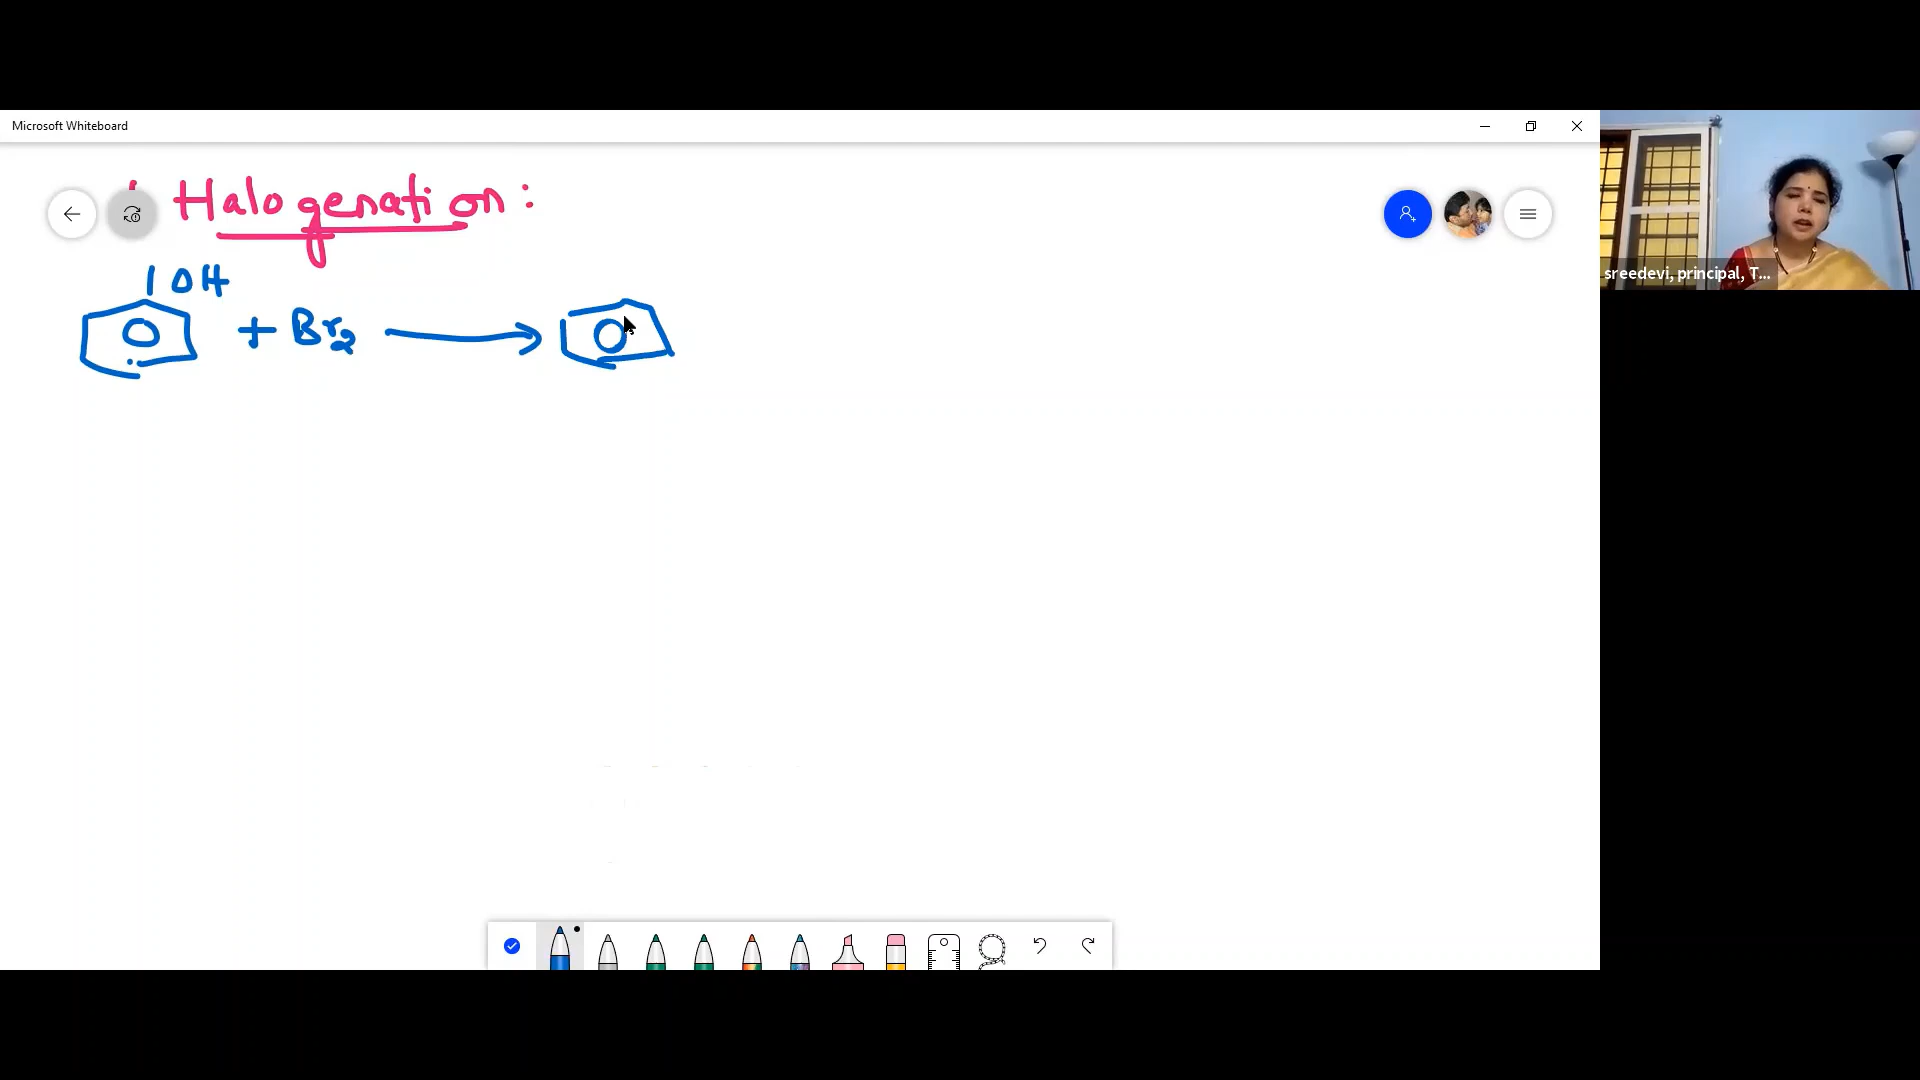 Microsoft Whiteboard
Halogenation :
OH
+ Br2
sreedevi, principal, T...